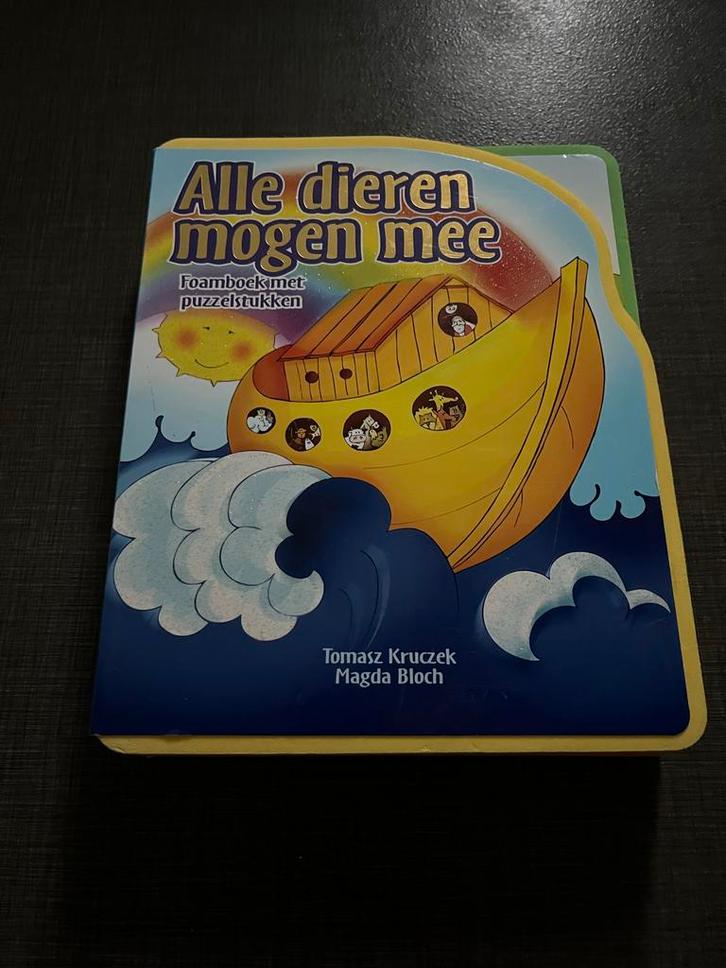 Alle dieren
mogen mee
Foamboek met
puzzelstukken
Tomasz Kruczek
Magda Bloch